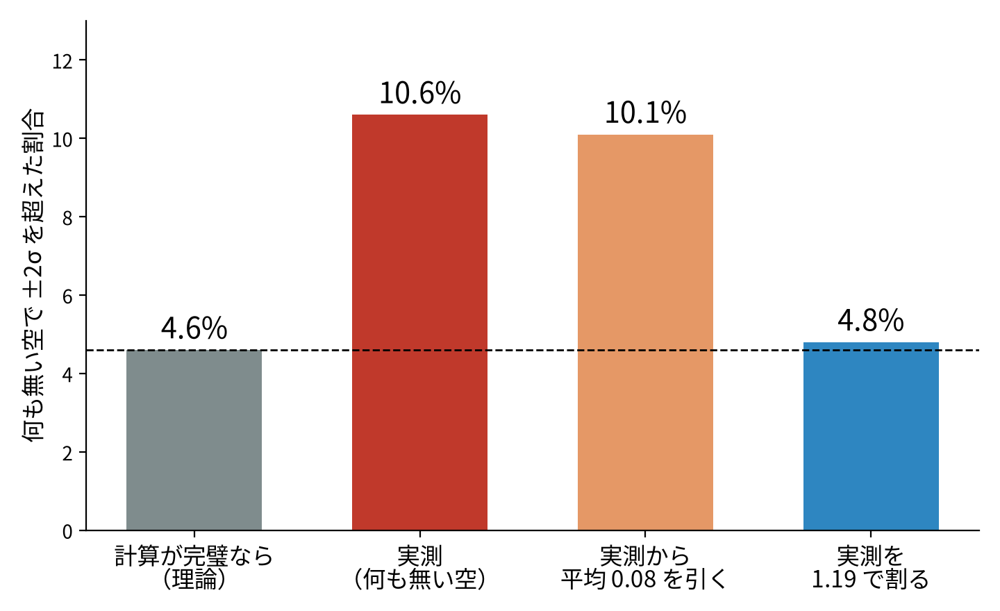 何も無い空で ±2σ を超えた割合
12
10
8
6
4
2
0
4.6%
10.6%
10.1%
4.8%
計算が完璧なら
（理論）
実測
（何も無い空）
実測から
平均 0.08 を引く
実測を
1.19 で割る